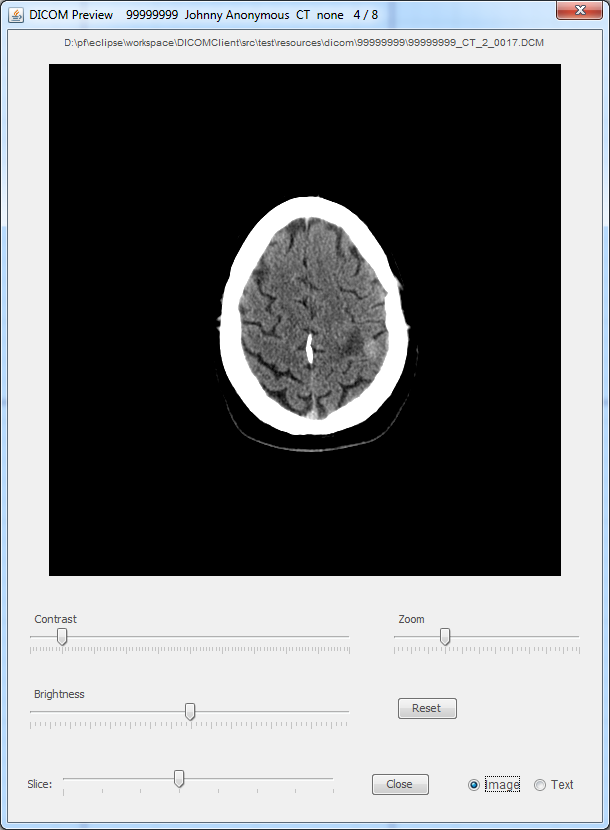 DICOM Preview 99999999 Johnny Anonymous CT none 4 / 8
D:\pf\eclipse\workspace\DICOMClient\src\test\resources\dicom\99999999\99999999_CT_2_0017.DCM
Contrast Zoom
Brightness
Reset
Slice: Close Image Text